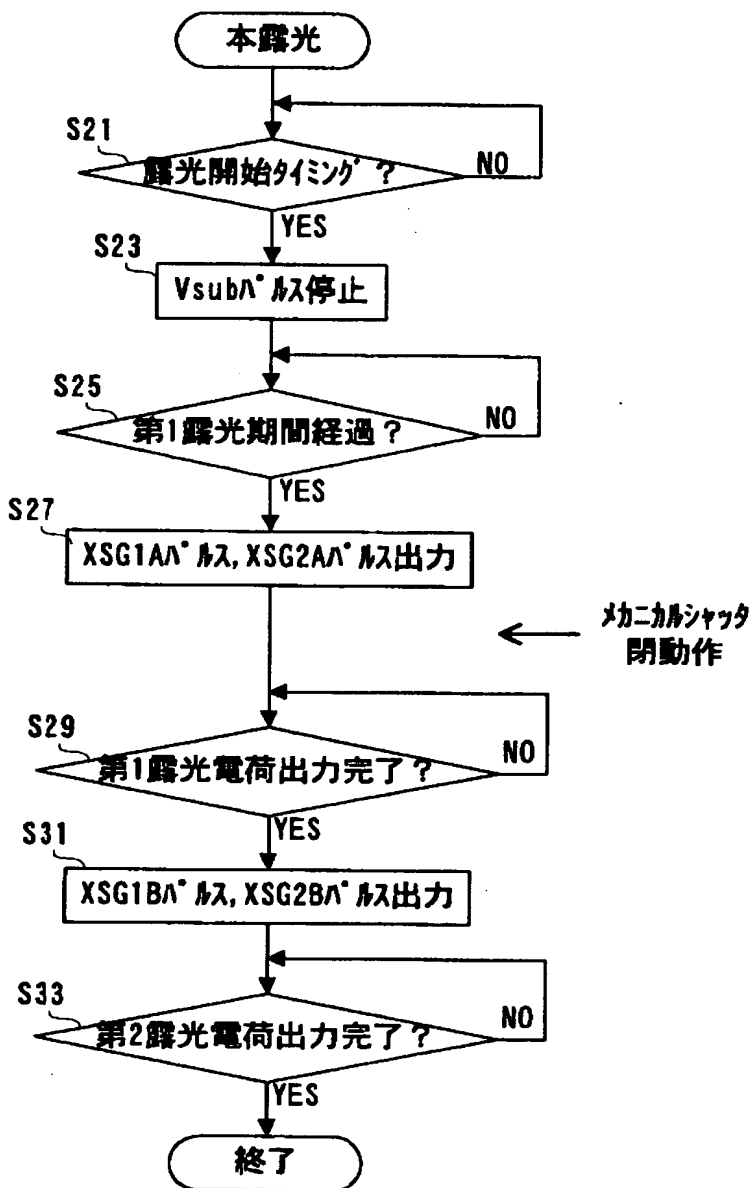 本露光
S21
露光開始ﾀｲﾐﾝｸﾞ?
NO
YES
S23
Vsubﾊﾟﾙｽ停止
S25
第1露光期間経過?
NO
YES
S27
XSG1Aﾊﾟﾙｽ,XSG2Aﾊﾟﾙｽ出力
ﾒｶﾆｶﾙｼｬｯﾀ
閉動作
S29
第1露光電荷出力完了?
NO
YES
S31
XSG1Bﾊﾟﾙｽ,XSG2Bﾊﾟﾙｽ出力
S33
第2露光電荷出力完了?
NO
YES
終了